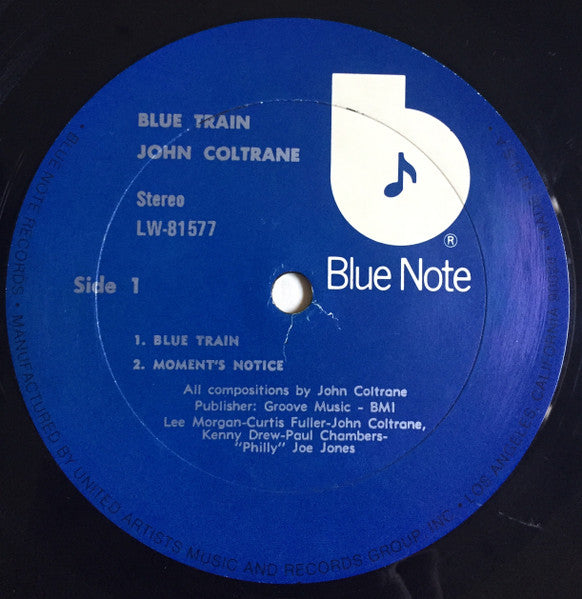 BLUE TRAIN
JOHN COLTRANE
Stereo
LW-81577
Side 1
Blue Note
®
1. BLUE TRAIN
2. MOMENT'S NOTICE
All compositions by John Coltrane
Publisher: Groove Music - BMI
Lee Morgan-Curtis Fuller-John Coltrane,
Kenny Drew-Paul Chambers-
"Philly" Joe Jones
• BLUE NOTE RECORDS • MANUFACTURED BY UNITED ARTISTS MUSIC AND RECORDS GROUP, INC. • LOS ANGELES, CALIFORNIA 90028